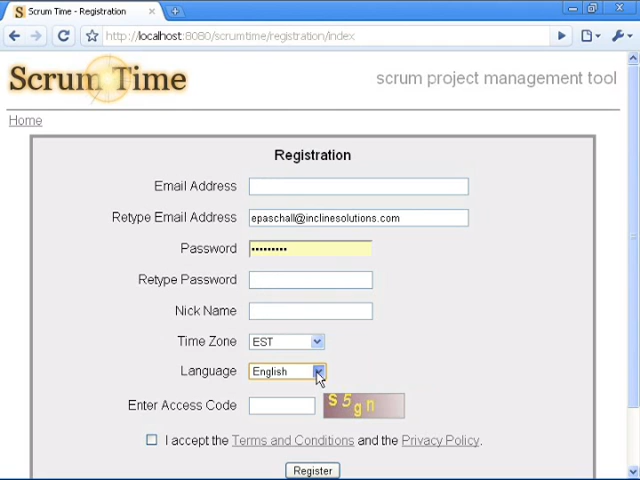 Scrum Time - Registration
http://localhost:8080/scrumtime/registration/index
Scrum Time
scrum project management tool
Home
Registration
Email Address
Retype Email Address epaschall@inclinesolutions.com
Password •••••••••
Retype Password
Nick Name
Time Zone EST
Language English
Enter Access Code S5gn
I accept the Terms and Conditions and the Privacy Policy.
Register